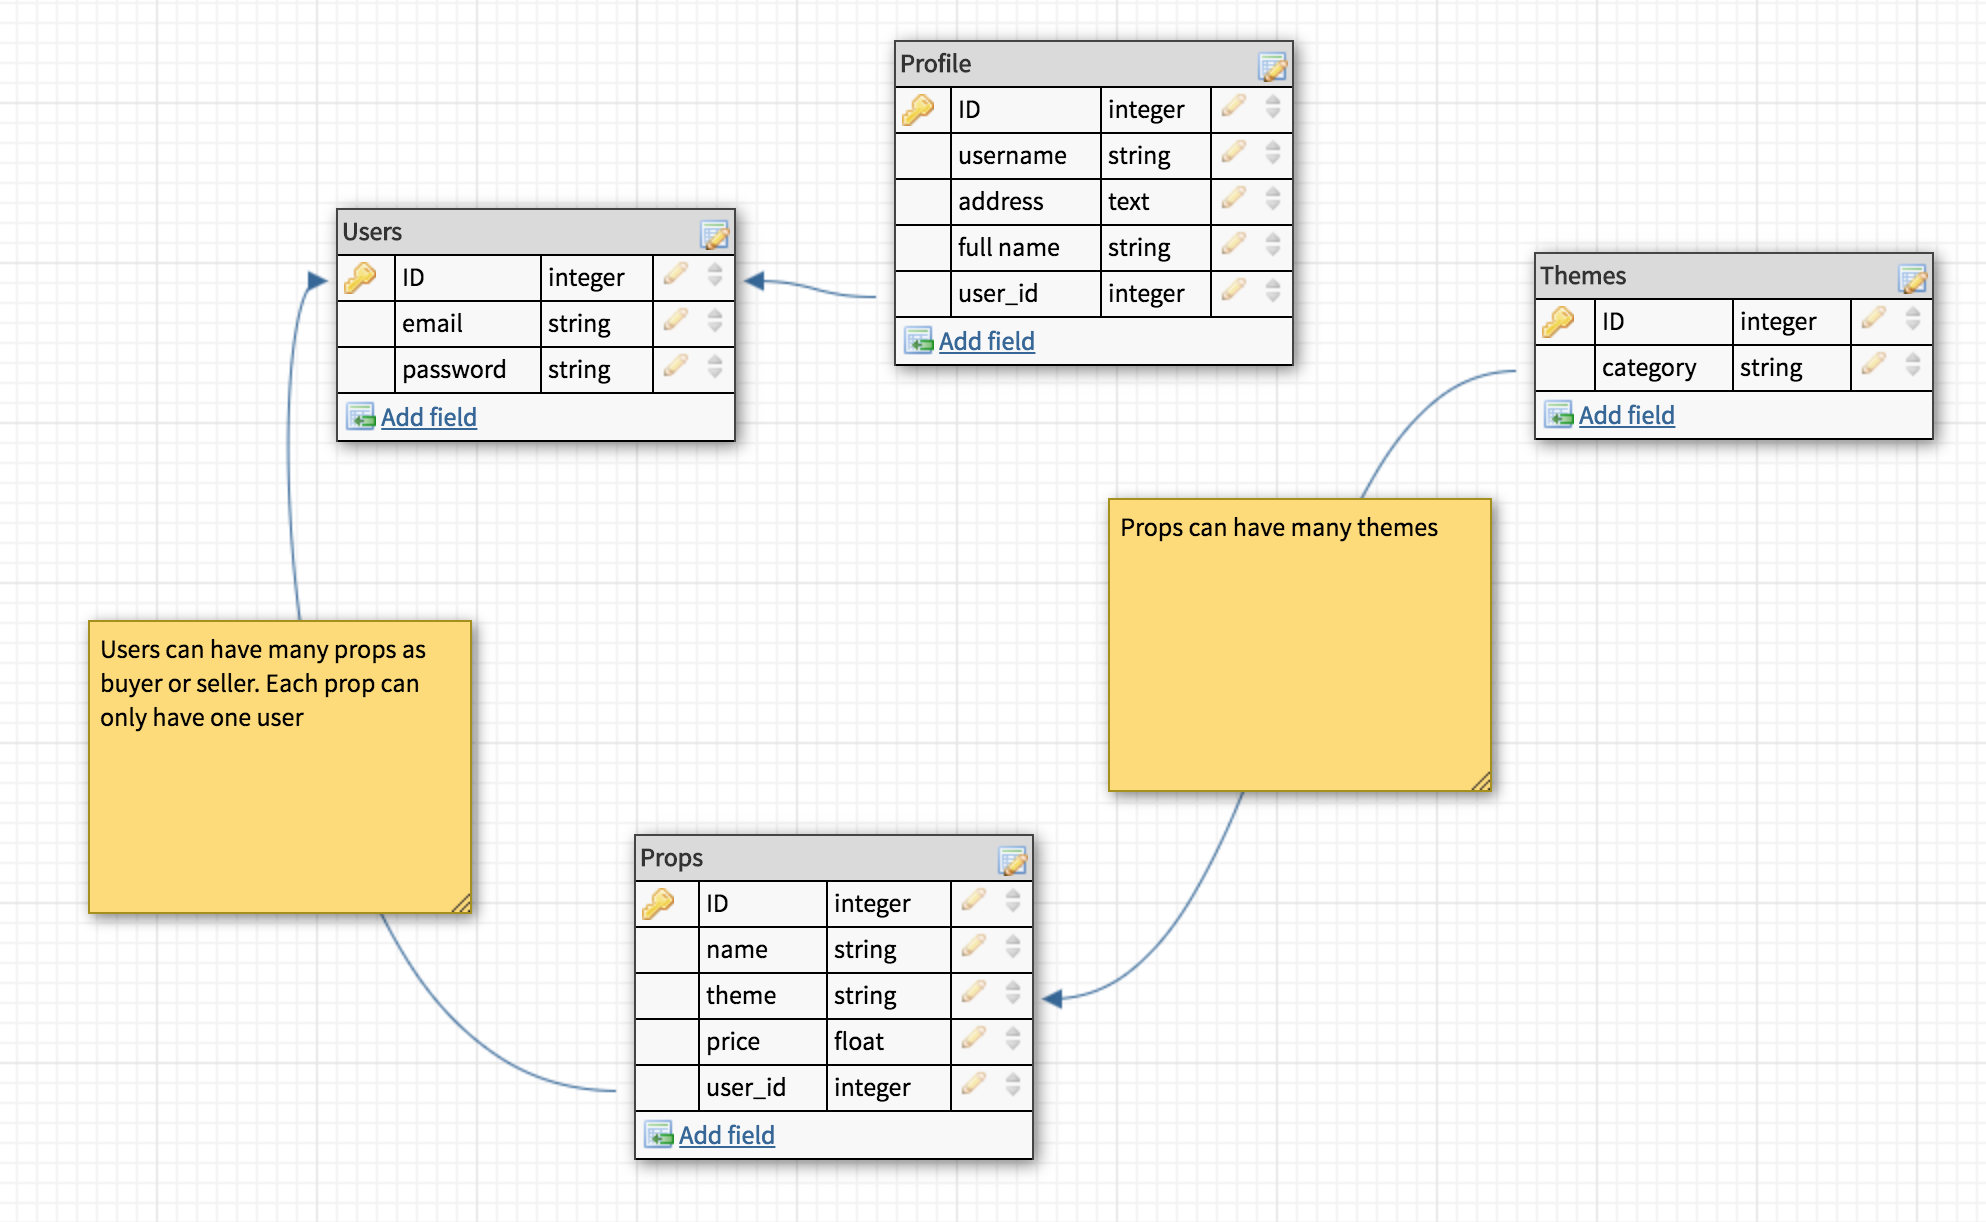 Profile
ID integer
username string
address text
full name string
user_id integer
Add field
Users
ID integer
email string
password string
Add field
Themes
ID integer
category string
Add field
Props can have many themes
Users can have many props as
buyer or seller. Each prop can
only have one user
Props
ID integer
name string
theme string
price float
user_id integer
Add field